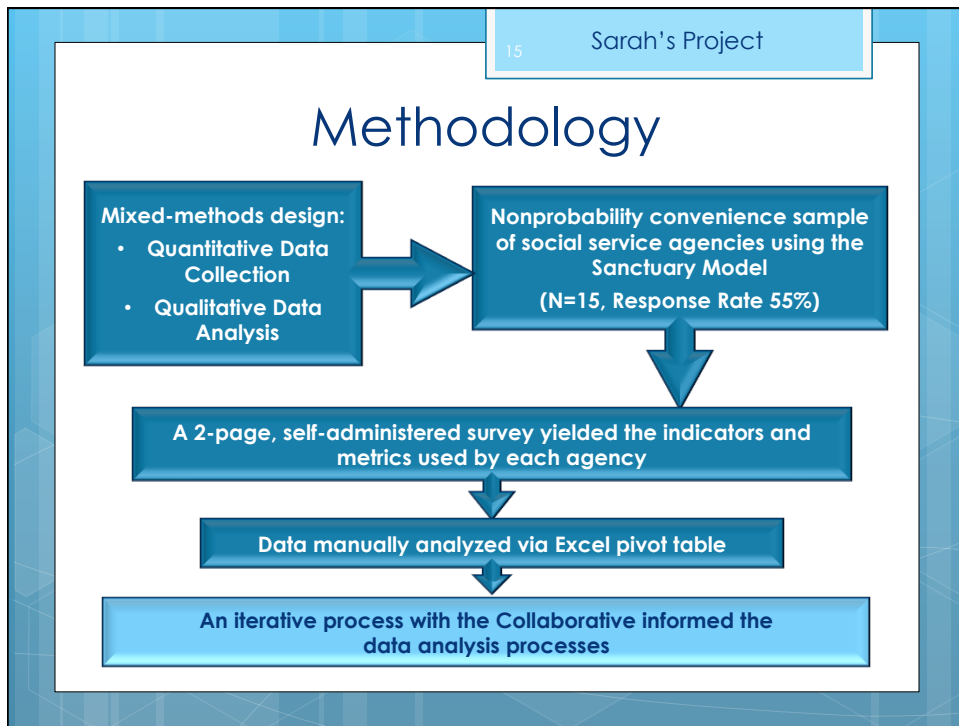 15
Sarah’s Project
Methodology
Mixed-methods design:
• Quantitative Data
Collection
• Qualitative Data
Analysis
Nonprobability convenience sample
of social service agencies using the
Sanctuary Model
(N=15, Response Rate 55%)
A 2-page, self-administered survey yielded the indicators and
metrics used by each agency
Data manually analyzed via Excel pivot table
An iterative process with the Collaborative informed the
data analysis processes